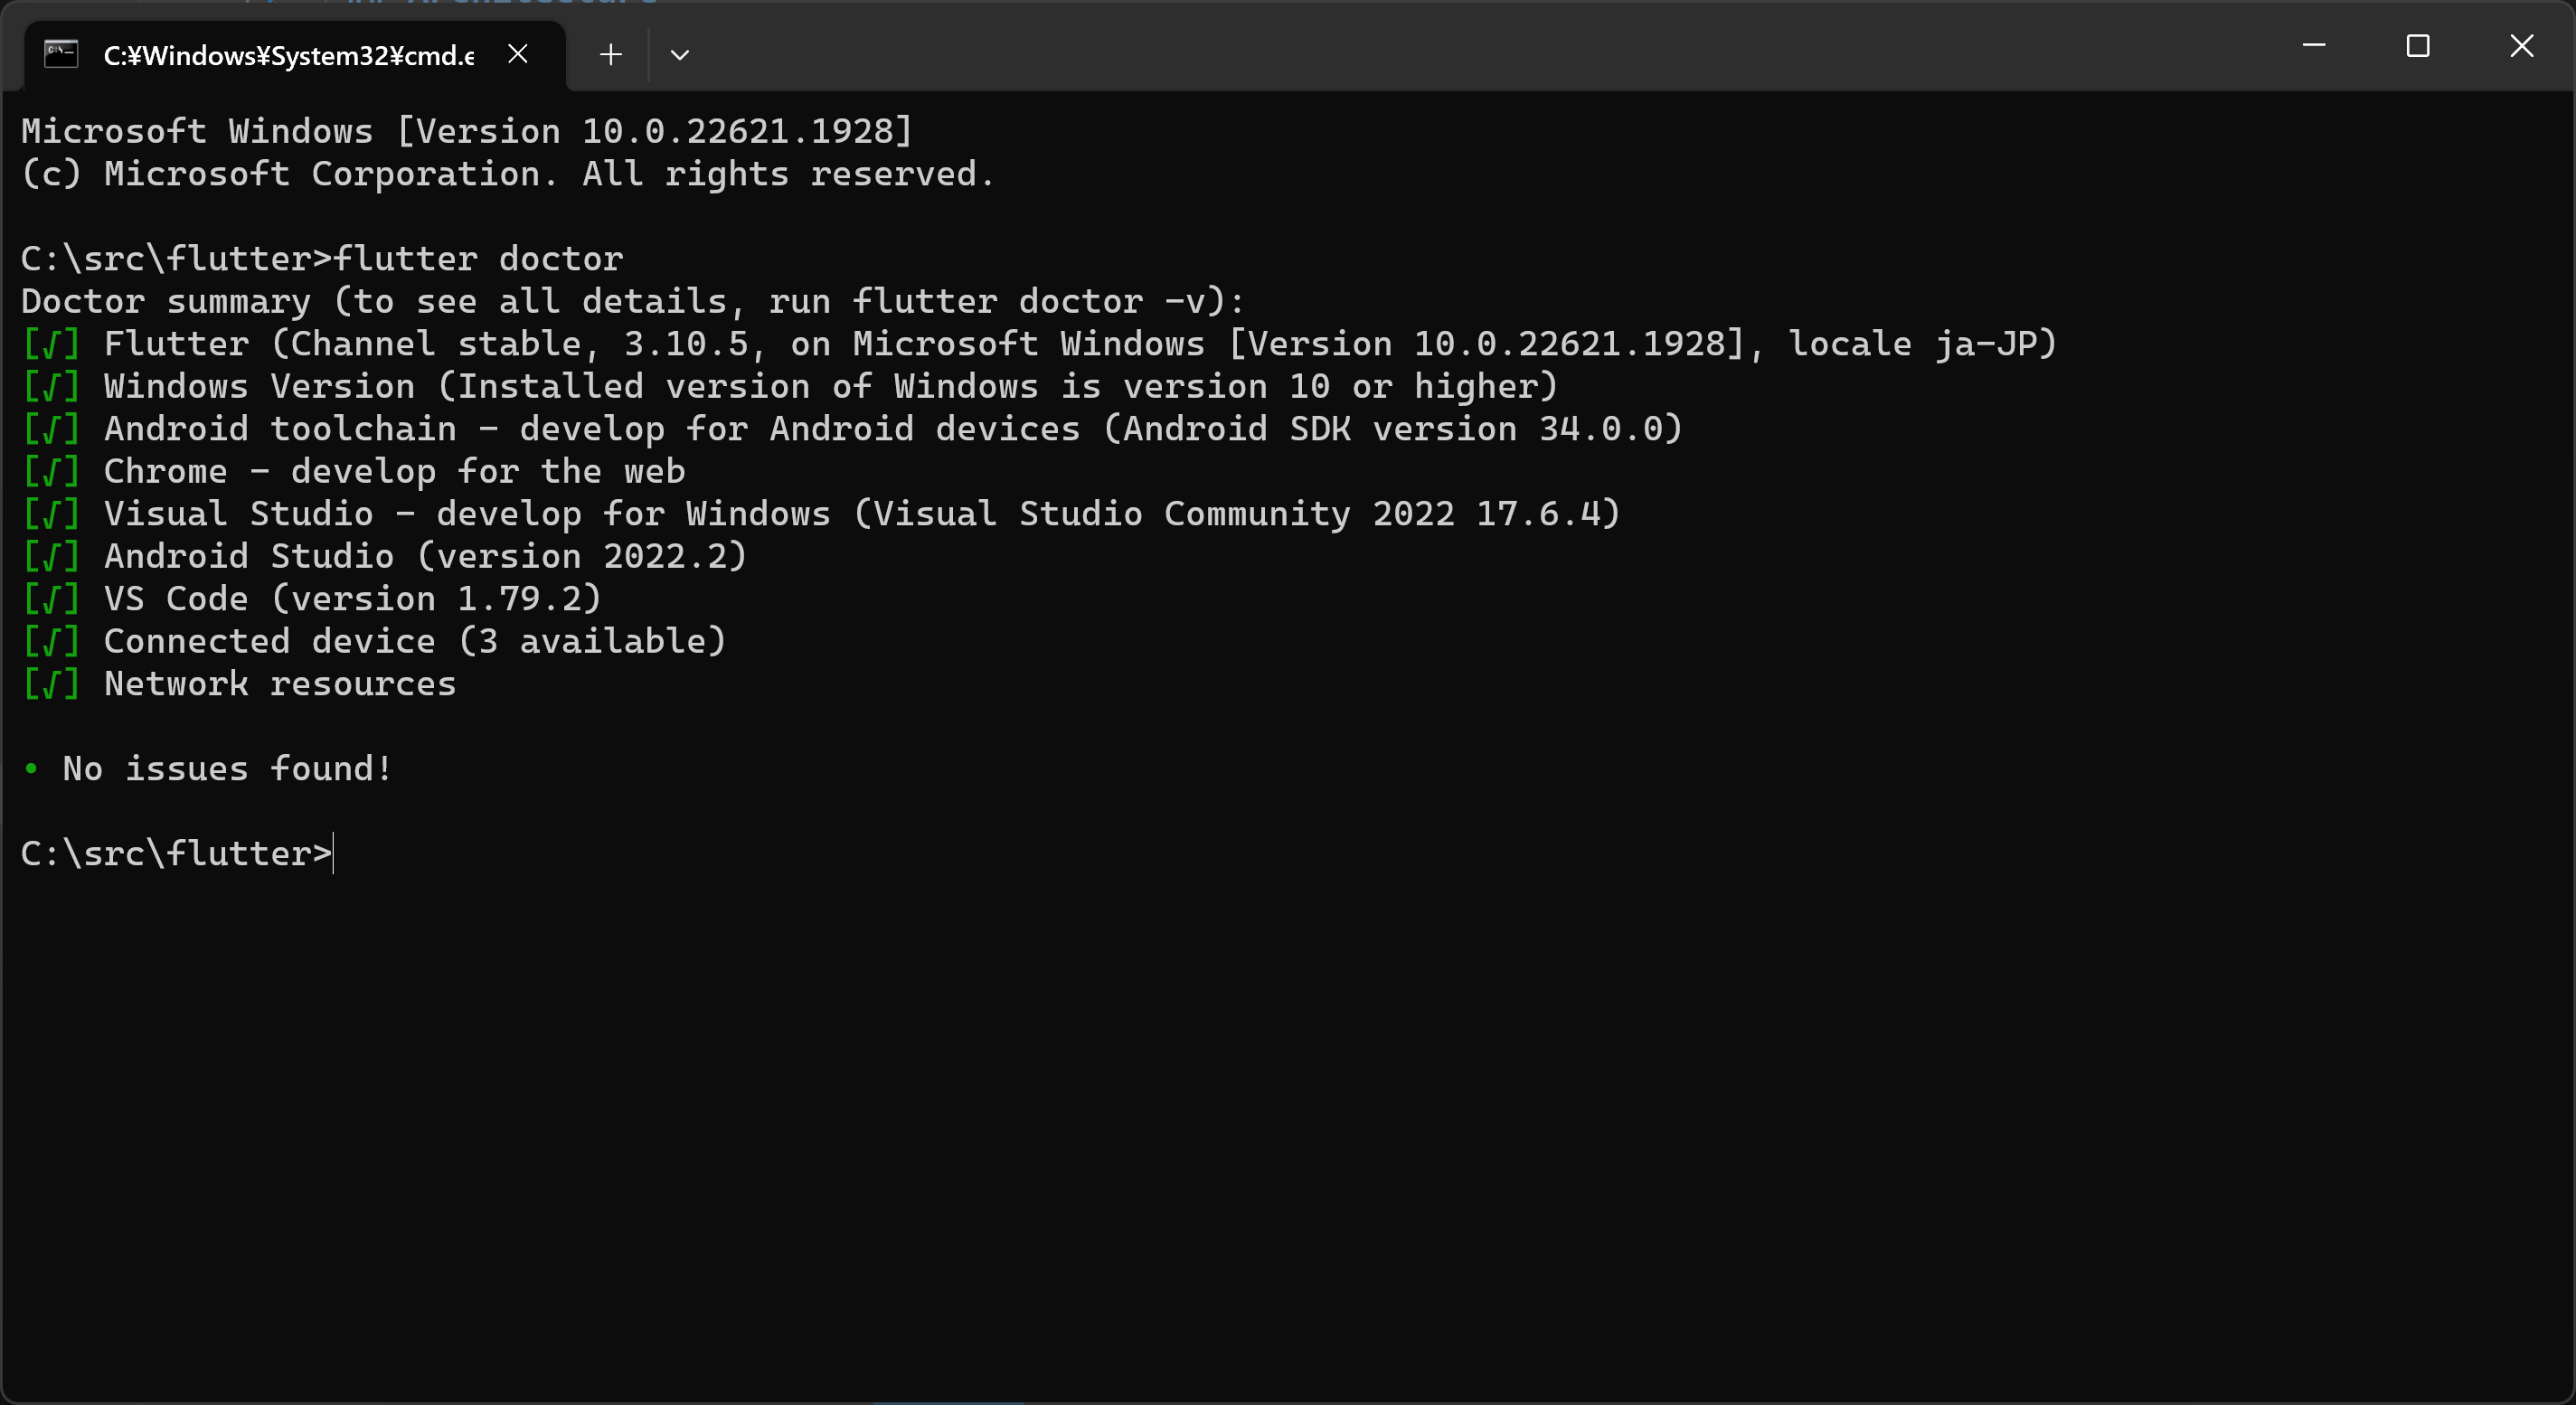 C:¥Windows¥System32¥cmd.e
Microsoft Windows [Version 10.0.22621.1928]
(c) Microsoft Corporation. All rights reserved.
C:\src\flutter>flutter doctor
Doctor summary (to see all details, run flutter doctor -v):
[√] Flutter (Channel stable, 3.10.5, on Microsoft Windows [Version 10.0.22621.1928], locale ja-JP)
[√] Windows Version (Installed version of Windows is version 10 or higher)
[√] Android toolchain - develop for Android devices (Android SDK version 34.0.0)
[√] Chrome - develop for the web
[√] Visual Studio - develop for Windows (Visual Studio Community 2022 17.6.4)
[√] Android Studio (version 2022.2)
[√] VS Code (version 1.79.2)
[√] Connected device (3 available)
[√] Network resources
• No issues found!
C:\src\flutter>